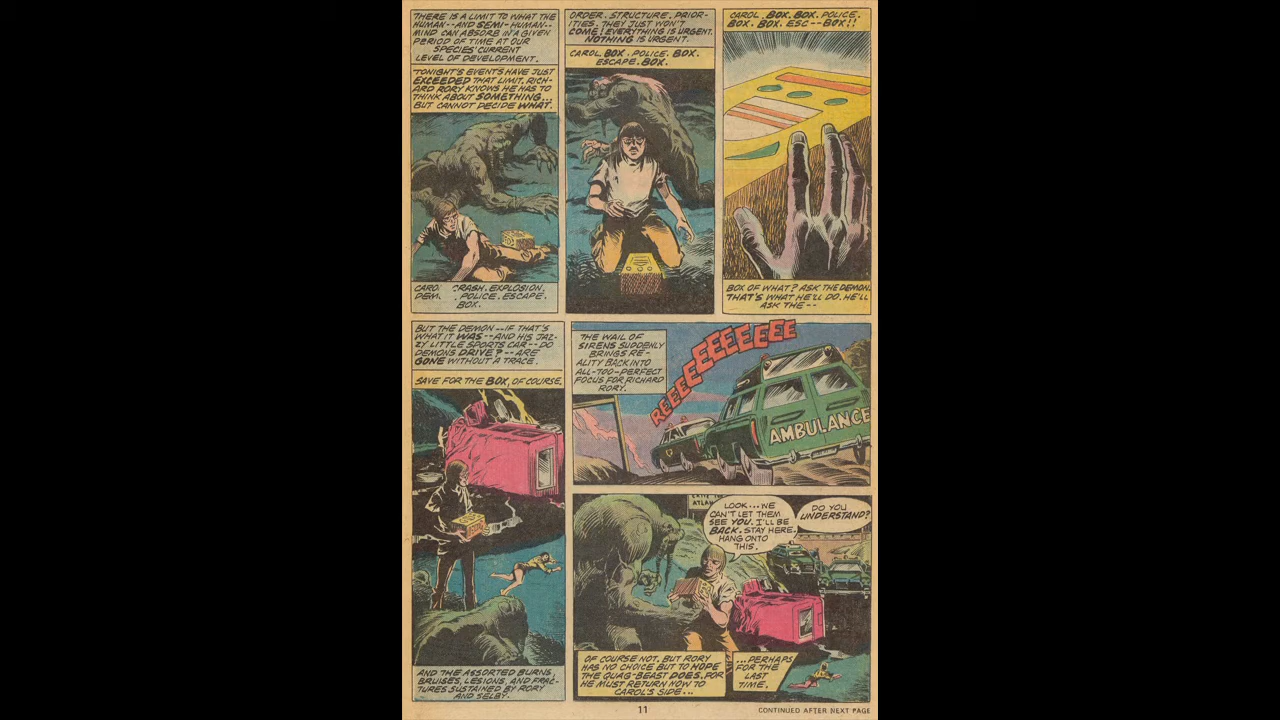 THERE IS A LIMIT TO WHAT THE
HUMAN--AND SEMI-HUMAN--
MIND CAN ABSORB IN A GIVEN
PERIOD OF TIME AT OUR
SPECIES' CURRENT
LEVEL OF DEVELOPMENT.
TONIGHT'S EVENTS HAVE JUST
EXCEEDED THAT LIMIT. RICH-
ARD RORY KNOWS HE HAS TO
THINK ABOUT SOMETHING...
BUT CANNOT DECIDE WHAT.
CARO
CRASH. EXPLOSION.
POLICE. ESCAPE.
BOX.
ORDER. STRUCTURE. PRIOR-
ITIES. THEY JUST WON'T
COME! EVERYTHING IS URGENT.
NOTHING IS URGENT.
CAROL. BOX. POLICE. BOX.
ESCAPE. BOX.
CAROL. BOX. BOX. POLICE.
BOX. BOX. ESC--BOX!!
BOX OF WHAT? ASK THE DEMON.
THAT'S WHAT HE'LL DO. HE'LL
ASK THE--
BUT THE DEMON--IF THAT'S
WHAT IT WAS--AND HIS JAZ-
ZY LITTLE SPORTS CAR--DO
DEMONS DRIVE?--ARE
GONE WITHOUT A TRACE.
SAVE FOR THE BOX, OF COURSE.
AND THE ASSORTED BURNS,
BRUISES, LESIONS, AND FRAC-
TURES SUSTAINED BY RORY
AND SELBY.
THE WAIL OF
SIRENS SUDDENLY
BRINGS RE-
ALITY BACK INTO
ALL-TOO-PERFECT
FOCUS FOR RICHARD
RORY.
REEEEEEEEEEEEE
AMBULANCE
ATLAN
LOOK...WE
CAN'T LET THEM
SEE YOU. I'LL BE
BACK. STAY HERE.
HANG ONTO
THIS.
DO YOU
UNDERSTAND?
OF COURSE NOT. BUT RORY
HAS NO CHOICE BUT TO HOPE
THE QUAG-BEAST DOES, FOR
HE MUST RETURN NOW TO
CAROL'S SIDE...
...PERHAPS
FOR THE
LAST
TIME.
11
CONTINUED AFTER NEXT PAGE